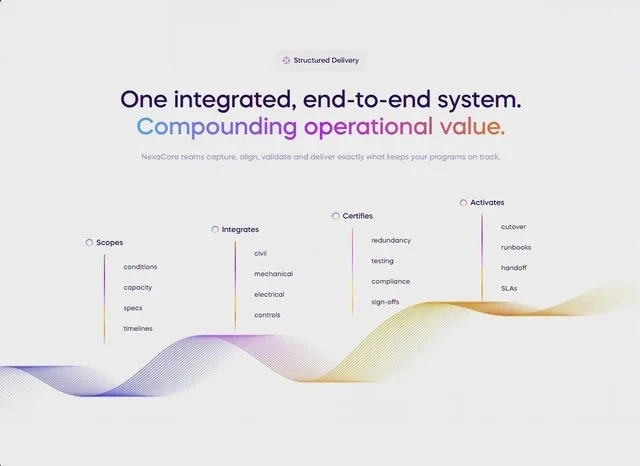 Structured Delivery
One integrated, end-to-end system.
Compounding operational value.
NexaCore teams capture, align, validate and deliver exactly what keeps your programs on track.
Scopes
conditions
capacity
specs
timelines
Integrates
civil
mechanical
electrical
controls
Certifies
redundancy
testing
compliance
sign-offs
Activates
cutover
runbooks
handoff
SLAs